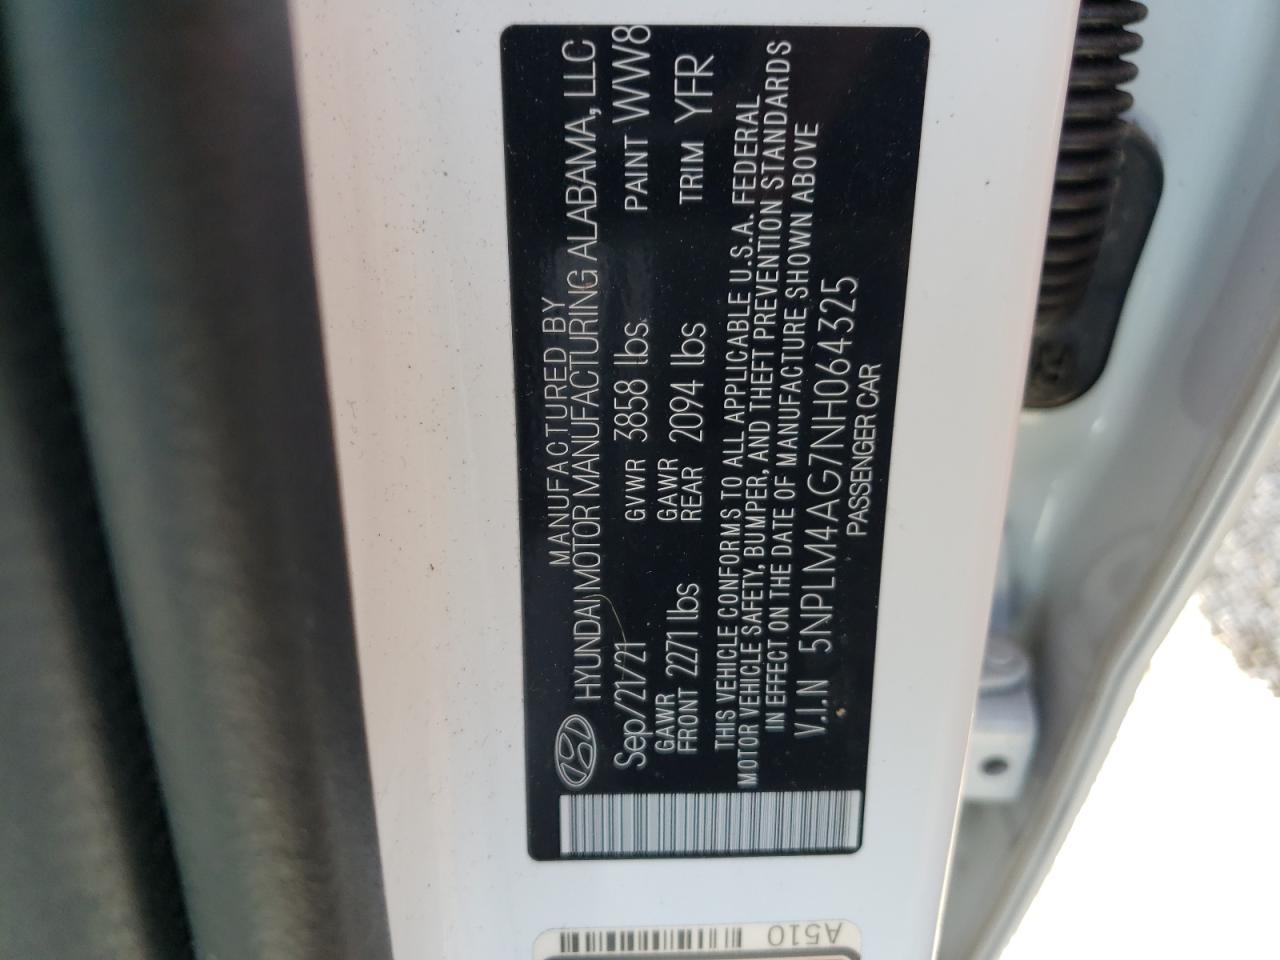 MANUFACTURED BY
HYUNDAI MOTOR MANUFACTURING ALABAMA, LLC
Sep/21/21 GVWR 3858 lbs. PAINT WW8
GAWR GAWR
FRONT 2271 lbs REAR 2094 lbs TRIM YFR
THIS VEHICLE CONFORMS TO ALL APPLICABLE U.S.A. FEDERAL
MOTOR VEHICLE SAFETY, BUMPER, AND THEFT PREVENTION STANDARDS
IN EFFECT ON THE DATE OF MANUFACTURE SHOWN ABOVE
V.I.N 5NPLM4AG7NH064325
PASSENGER CAR
A510